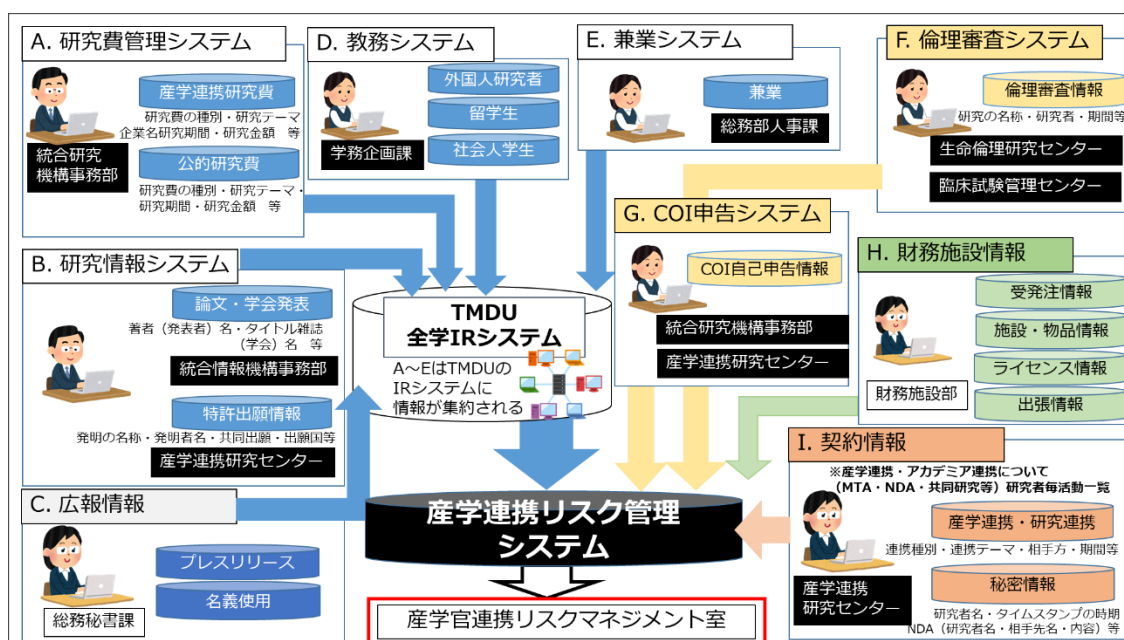 A. 研究費管理システム
産学連携研究費
研究費の種別・研究テーマ
企業名研究期間・研究金額　等
統合研究
機構事務部
公的研究費
研究費の種別・研究テーマ・
研究期間・研究金額　等
D. 教務システム
外国人研究者
留学生
社会人学生
学務企画課
E. 兼業システム
兼業
総務部人事課
F. 倫理審査システム
倫理審査情報
研究の名称・研究者・期間等
生命倫理研究センター
臨床試験管理センター
B. 研究情報システム
論文・学会発表
著者（発表者）名・タイトル雑誌
（学会）名　等
統合情報機構事務部
特許出願情報
発明の名称・発明者名・共同出願・出願国等
産学連携研究センター
TMDU
全学IRシステム
A～EはTMDUの
IRシステムに
情報が集約される
G. COI申告システム
COI自己申告情報
統合研究機構事務部
産学連携研究センター
H. 財務施設情報
受発注情報
施設・物品情報
ライセンス情報
出張情報
財務施設部
C. 広報情報
プレスリリース
名義使用
総務秘書課
産学連携リスク管理
システム
産学官連携リスクマネジメント室
I. 契約情報
※産学連携・アカデミア連携について
（MTA・NDA・共同研究等）研究者毎活動一覧
産学連携・研究連携
連携種別・連携テーマ・相手方・期間等
産学連携
研究センター
秘密情報
研究者名・タイムスタンプの時期
NDA（研究者名・相手先名・内容）等